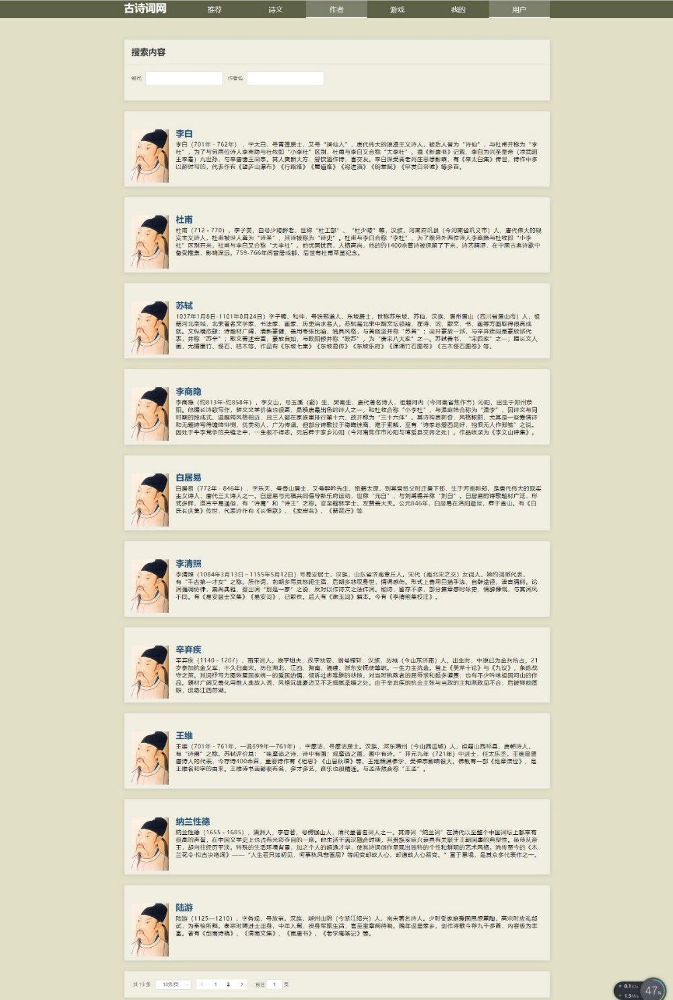 古诗词网 推荐 诗文 作者 游戏 我的 用户
搜索内容
朝代 作者名
李白
李白（701年 - 762年），字太白，号青莲居士，又号“谪仙人”，唐代伟大的浪漫主义诗人，被后人誉为“诗仙”，与杜甫并称为“李
杜”，为了与另两位诗人李商隐与杜牧即“小李杜”区别，杜甫与李白又合称“大李杜”。据《新唐书》记载，李白为兴圣皇帝（凉武昭
王李暠）九世孙，与李唐诸王同宗。其人爽朗大方，爱饮酒作诗，喜交友。李白深受黄老列庄思想影响，有《李太白集》传世，诗作中多
以醉时写的，代表作有《望庐山瀑布》《行路难》《蜀道难》《将进酒》《明堂赋》《早发白帝城》等多首。
杜甫
杜甫（712 - 770），字子美，自号少陵野老，世称“杜工部”、“杜少陵”等，汉族，河南府巩县（今河南省巩义市）人，唐代伟大的现
实主义诗人，杜甫被世人尊为“诗圣”，其诗被称为“诗史”。杜甫与李白合称“李杜”，为了跟另外两位诗人李商隐与杜牧即“小李
杜”区别开来，杜甫与李白又合称“大李杜”。他忧国忧民，人格高尚，他的约1400余首诗被保留了下来，诗艺精湛，在中国古典诗歌中
备受推崇，影响深远。759-766年间曾居成都，后世有杜甫草堂纪念。
苏轼
1037年1月8日-1101年8月24日）字子瞻、和仲，号铁冠道人、东坡居士，世称苏东坡、苏仙，汉族，眉州眉山（四川省眉山市）人，祖
籍河北栾城，北宋著名文学家、书法家、画家，历史治水名人。苏轼是北宋中期文坛领袖，在诗、词、散文、书、画等方面取得很高成
就。文纵横恣肆；诗题材广阔，清新豪健，善用夸张比喻，独具风格，与黄庭坚并称“苏黄”；词开豪放一派，与辛弃疾同是豪放派代
表，并称“苏辛”；散文著述宏富，豪放自如，与欧阳修并称“欧苏”，为“唐宋八大家”之一。苏轼善书，“宋四家”之一；擅长文人
画，尤擅墨竹、怪石、枯木等。作品有《东坡七集》《东坡易传》《东坡乐府》《潇湘竹石图卷》《古木怪石图卷》等。
李商隐
李商隐（约813年-约858年），字义山，号玉溪（谿）生、樊南生，唐代著名诗人，祖籍河内（今河南省焦作市）沁阳，出生于郑州荥
阳。他擅长诗歌写作，骈文文学价值也很高，是晚唐最出色的诗人之一，和杜牧合称“小李杜”，与温庭筠合称为“温李”，因诗文与同
时期的段成式、温庭筠风格相近，且三人都在家族里排行第十六，故并称为“三十六体”。其诗构思新奇，风格秾丽，尤其是一些爱情诗
和无题诗写得缠绵悱恻，优美动人，广为传诵。但部分诗歌过于隐晦迷离，难于索解，至有“诗家总爱西昆好，独恨无人作郑笺”之说。
因处于牛李党争的夹缝之中，一生很不得志。死后葬于家乡沁阳（今河南焦作市沁阳与博爱县交界之处）。作品收录为《李义山诗集》。
白居易
白居易（772年 - 846年），字乐天，号香山居士，又号醉吟先生，祖籍太原，到其曾祖父时迁居下邽，生于河南新郑。是唐代伟大的现实
主义诗人，唐代三大诗人之一。白居易与元稹共同倡导新乐府运动，世称“元白”，与刘禹锡并称“刘白”。白居易的诗歌题材广泛，形
式多样，语言平易通俗，有“诗魔”和“诗王”之称。官至翰林学士、左赞善大夫。公元846年，白居易在洛阳逝世，葬于香山。有《白
氏长庆集》传世，代表诗作有《长恨歌》、《卖炭翁》、《琵琶行》等
李清照
李清照（1084年3月13日－1155年5月12日）号易安居士，汉族，山东省济南章丘人。宋代（南北宋之交）女词人，婉约词派代表，
有“千古第一才女”之称。所作词，前期多写其悠闲生活，后期多悲叹身世，情调感伤。形式上善用白描手法，自辟途径，语言清丽。论
词强调协律，崇尚典雅，提出词“别是一家”之说，反对以作诗文之法作词。能诗，留存不多，部分篇章感时咏史，情辞慷慨，与其词风
不同。有《易安居士文集》《易安词》，已散佚。后人有《漱玉词》辑本。今有《李清照集校注》。
辛弃疾
辛弃疾（1140 - 1207），南宋词人。原字坦夫，改字幼安，别号稼轩，汉族，历城（今山东济南）人。出生时，中原已为金兵所占。21
岁参加抗金义军，不久归南宋。历任湖北、江西、湖南、福建、浙东安抚使等职。一生力主抗金。曾上《美芹十论》与《九议》，条陈战
守之策。其词抒写力图恢复国家统一的爱国热情，倾诉壮志难酬的悲愤，对当时执政者的屈辱求和颇多谴责；也有不少吟咏祖国河山的作
品。题材广阔又善化用前人典故入词，风格沉雄豪迈又不乏细腻柔媚之处。由于辛弃疾的抗金主张与当政的主和派政见不合，后被弹劾落
职，退隐江西带湖。
王维
王维（701年 - 761年，一说699年—761年），字摩诘，号摩诘居士。汉族，河东蒲州（今山西运城）人，祖籍山西祁县，唐朝诗人，
有“诗佛”之称。苏轼评价其：“味摩诘之诗，诗中有画；观摩诘之画，画中有诗。”开元九年（721年）中进士，任太乐丞。王维是盛
唐诗人的代表，今存诗400余首，重要诗作有《相思》《山居秋暝》等。王维精通佛学，受禅宗影响很大。佛教有一部《维摩诘经》，是
王维名和字的由来。王维诗书画都很有名，多才多艺，音乐也很精通。与孟浩然合称“王孟”。
纳兰性德
纳兰性德（1655 - 1685），满洲人，字容若，号楞伽山人，清代最著名词人之一。其诗词“纳兰词”在清代以至整个中国词坛上都享有
很高的声誉，在中国文学史上也占有光彩夺目的一席。他生活于满汉融合时期，其贵族家庭兴衰具有关联于王朝国事的典型性。虽侍从帝
王，却向往经历平淡。特殊的生活环境背景，加之个人的超逸才华，使其诗词创作呈现出独特的个性和鲜明的艺术风格。流传至今的《木
兰花令·拟古决绝词》——“人生若只如初见，何事秋风悲画扇？等闲变却故人心，却道故人心易变。”富于意境，是其众多代表作之一。
陆游
陆游（1125—1210），字务观，号放翁。汉族，越州山阴（今浙江绍兴）人，南宋著名诗人。少时受家庭爱国思想熏陶，高宗时应礼部
试，为秦桧所黜。孝宗时赐进士出身。中年入蜀，投身军旅生活，官至宝章阁待制。晚年退居家乡。创作诗歌今存九千多首，内容极为丰
富。著有《剑南诗稿》、《渭南文集》、《南唐书》、《老学庵笔记》等。
共 13 条 10条/页 1 2 前往 1 页
0.1K/s
1.3M/s
47%